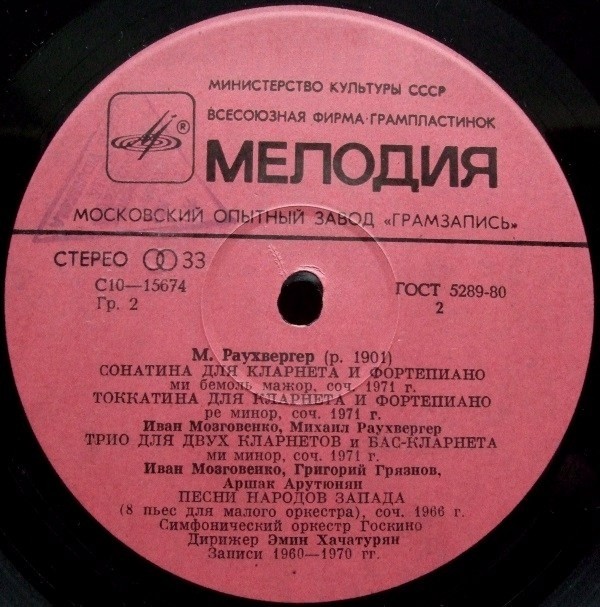 МИНИСТЕРСТВО КУЛЬТУРЫ СССР
ВСЕСОЮЗНАЯ ФИРМА·ГРАМПЛАСТИНОК
®
МЕЛОДИЯ
МОСКОВСКИЙ ОПЫТНЫЙ ЗАВОД «ГРАМЗАПИСЬ»
СТЕРЕО 33
С10—15674
Гр. 2
ГОСТ 5289-80
2
М. Раухвергер (р. 1901)
СОНАТИНА ДЛЯ КЛАРНЕТА И ФОРТЕПИАНО
ми бемоль мажор, соч. 1971 г.
ТОККАТИНА ДЛЯ КЛАРНЕТА И ФОРТЕПИАНО
ре минор, соч. 1971 г.
Иван Мозговенко, Михаил Раухвергер
ТРИО ДЛЯ ДВУХ КЛАРНЕТОВ и БАС-КЛАРНЕТА
ми минор, соч. 1971 г.
Иван Мозговенко, Григорий Грязнов,
Аршак Арутюнян
ПЕСНИ НАРОДОВ ЗАПАДА
(8 пьес для малого оркестра), соч. 1966 г.
Симфонический оркестр Госкино
Дирижер Эмин Хачатурян
Записи 1960—1970 гг.